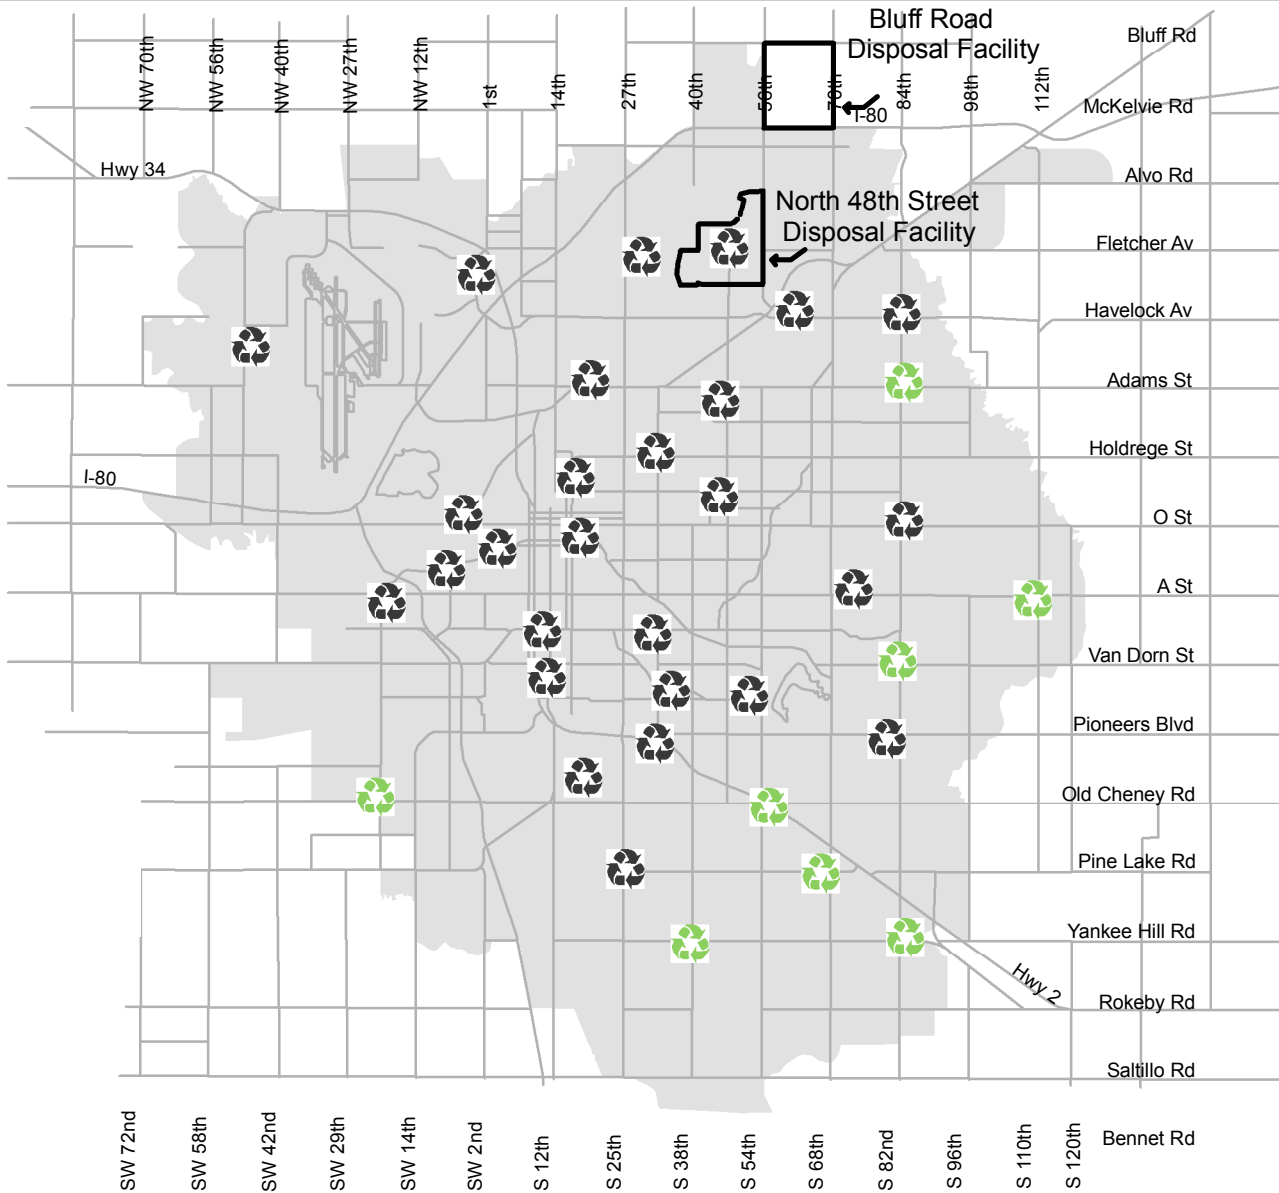 Bluff Road
Disposal Facility
Bluff Rd
NW 70th
NW 56th
NW 40th
NW 27th
NW 12th
1st
14th
27th
40th
56th
70th
84th
98th
112th
McKelvie Rd
I-80
Hwy 34
Alvo Rd
North 48th Street
Disposal Facility
Fletcher Av
Havelock Av
Adams St
Holdrege St
I-80
O St
A St
Van Dorn St
Pioneers Blvd
Old Cheney Rd
Pine Lake Rd
Yankee Hill Rd
Hwy 2
Rokeby Rd
Saltillo Rd
Bennet Rd
SW 72nd
SW 58th
SW 42nd
SW 29th
SW 14th
SW 2nd
S 12th
S 25th
S 38th
S 54th
S 68th
S 82nd
S 96th
S 110th
S 120th